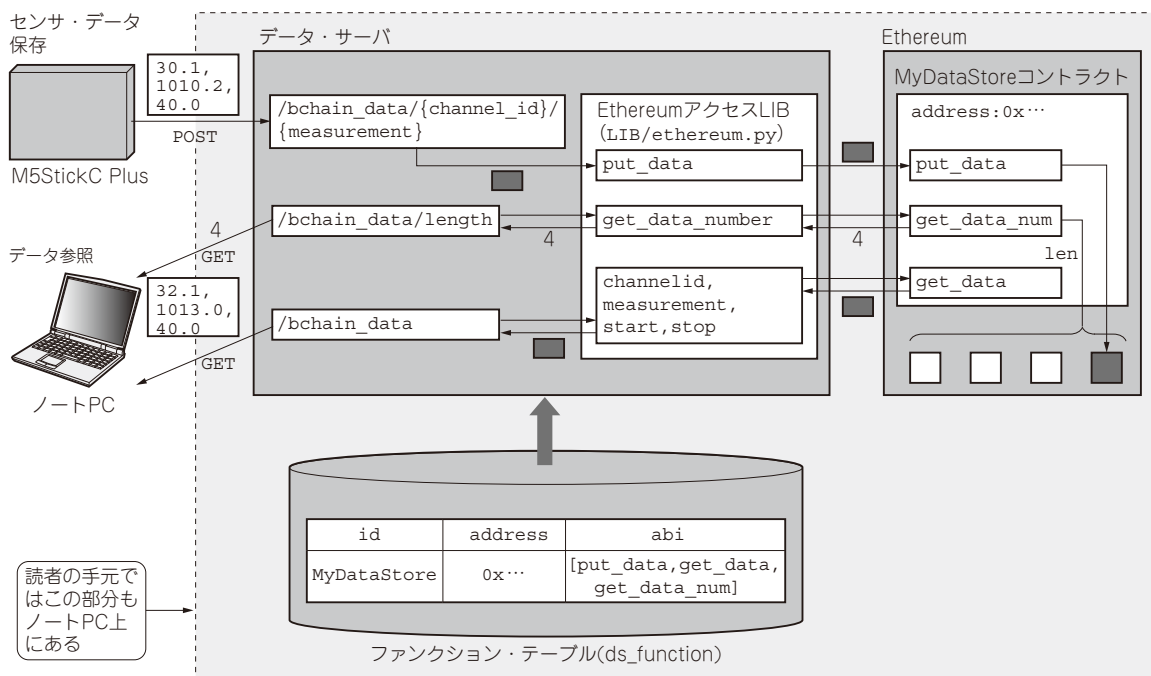 センサ・データ
保存
30.1,
1010.2,
40.0
POST
M5StickC Plus
データ・サーバ
/bchain_data/{channel_id}/
{measurement}
EthereumアクセスLIB
(LIB/ethereum.py)
put_data
Ethereum
MyDataStoreコントラクト
address:0x…
put_data
/bchain_data/length
get_data_number
get_data_num
4
4
4
GET
len
データ参照
32.1,
1013.0,
40.0
/bchain_data
channelid,
measurement,
start,stop
get_data
GET
ノートPC
id
address
abi
MyDataStore
0x…
[put_data,get_data,
get_data_num]
ファンクション・テーブル(ds_function)
読者の手元で
はこの部分も
ノートPC上
にある